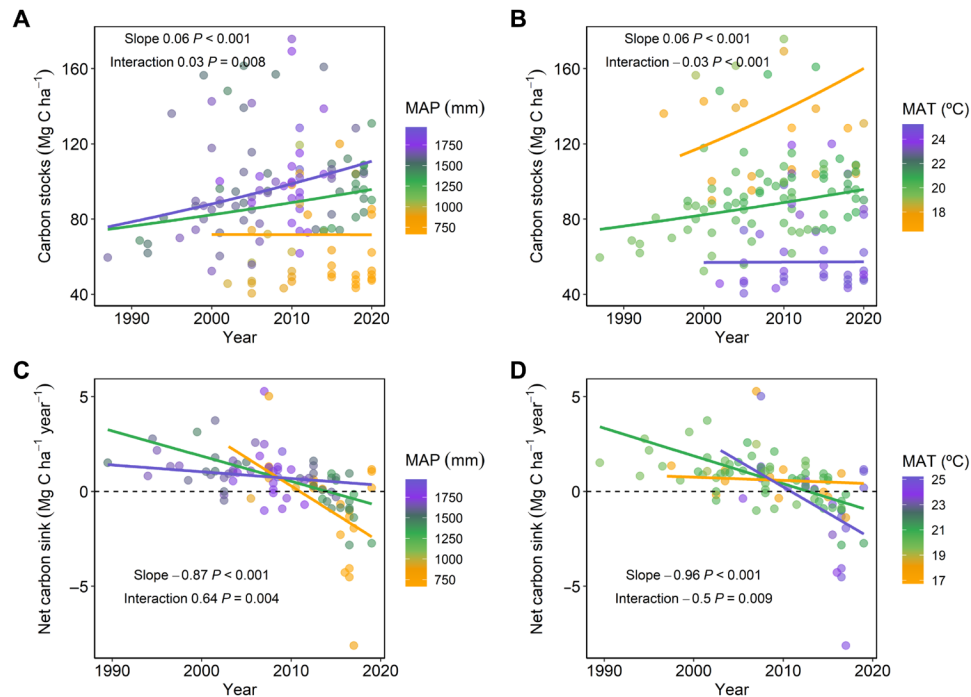 A
Slope 0.06 P < 0.001
Interaction 0.03 P = 0.008
Carbon stocks (Mg C ha⁻¹)
160
120
80
40
1990
2000
2010
2020
Year
MAP (mm)
1750
1500
1250
1000
750
B
Slope 0.06 P < 0.001
Interaction −0.03 P < 0.001
Carbon stocks (Mg C ha⁻¹)
160
120
80
40
1990
2000
2010
2020
Year
MAT (ºC)
24
22
20
18
C
Net carbon sink (Mg C ha⁻¹ year⁻¹)
5
0
−5
Slope −0.87 P < 0.001
Interaction 0.64 P = 0.004
1990
2000
2010
2020
Year
MAP (mm)
1750
1500
1250
1000
750
D
Net carbon sink (Mg C ha⁻¹ year⁻¹)
5
0
−5
Slope −0.96 P < 0.001
Interaction −0.5 P = 0.009
1990
2000
2010
2020
Year
MAT (ºC)
25
23
21
19
17